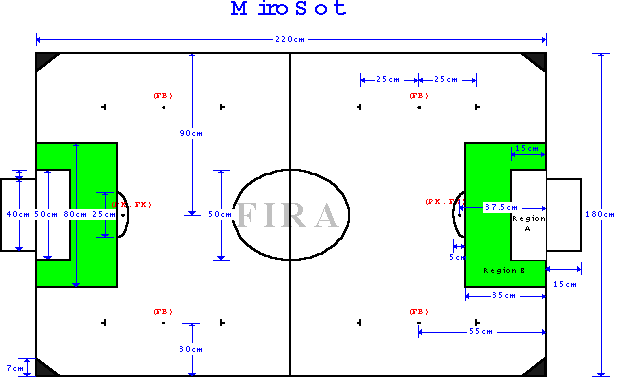 MiroSot
220cm
25cm 25cm
(FB) (FB)
90cm
15cm
40cm 50cm 80cm 25cm
50cm
FIRA
37.5cm
180cm
Region
A
5cm
Region B
15cm
35cm
(FB) (FB)
55cm
30cm
7cm